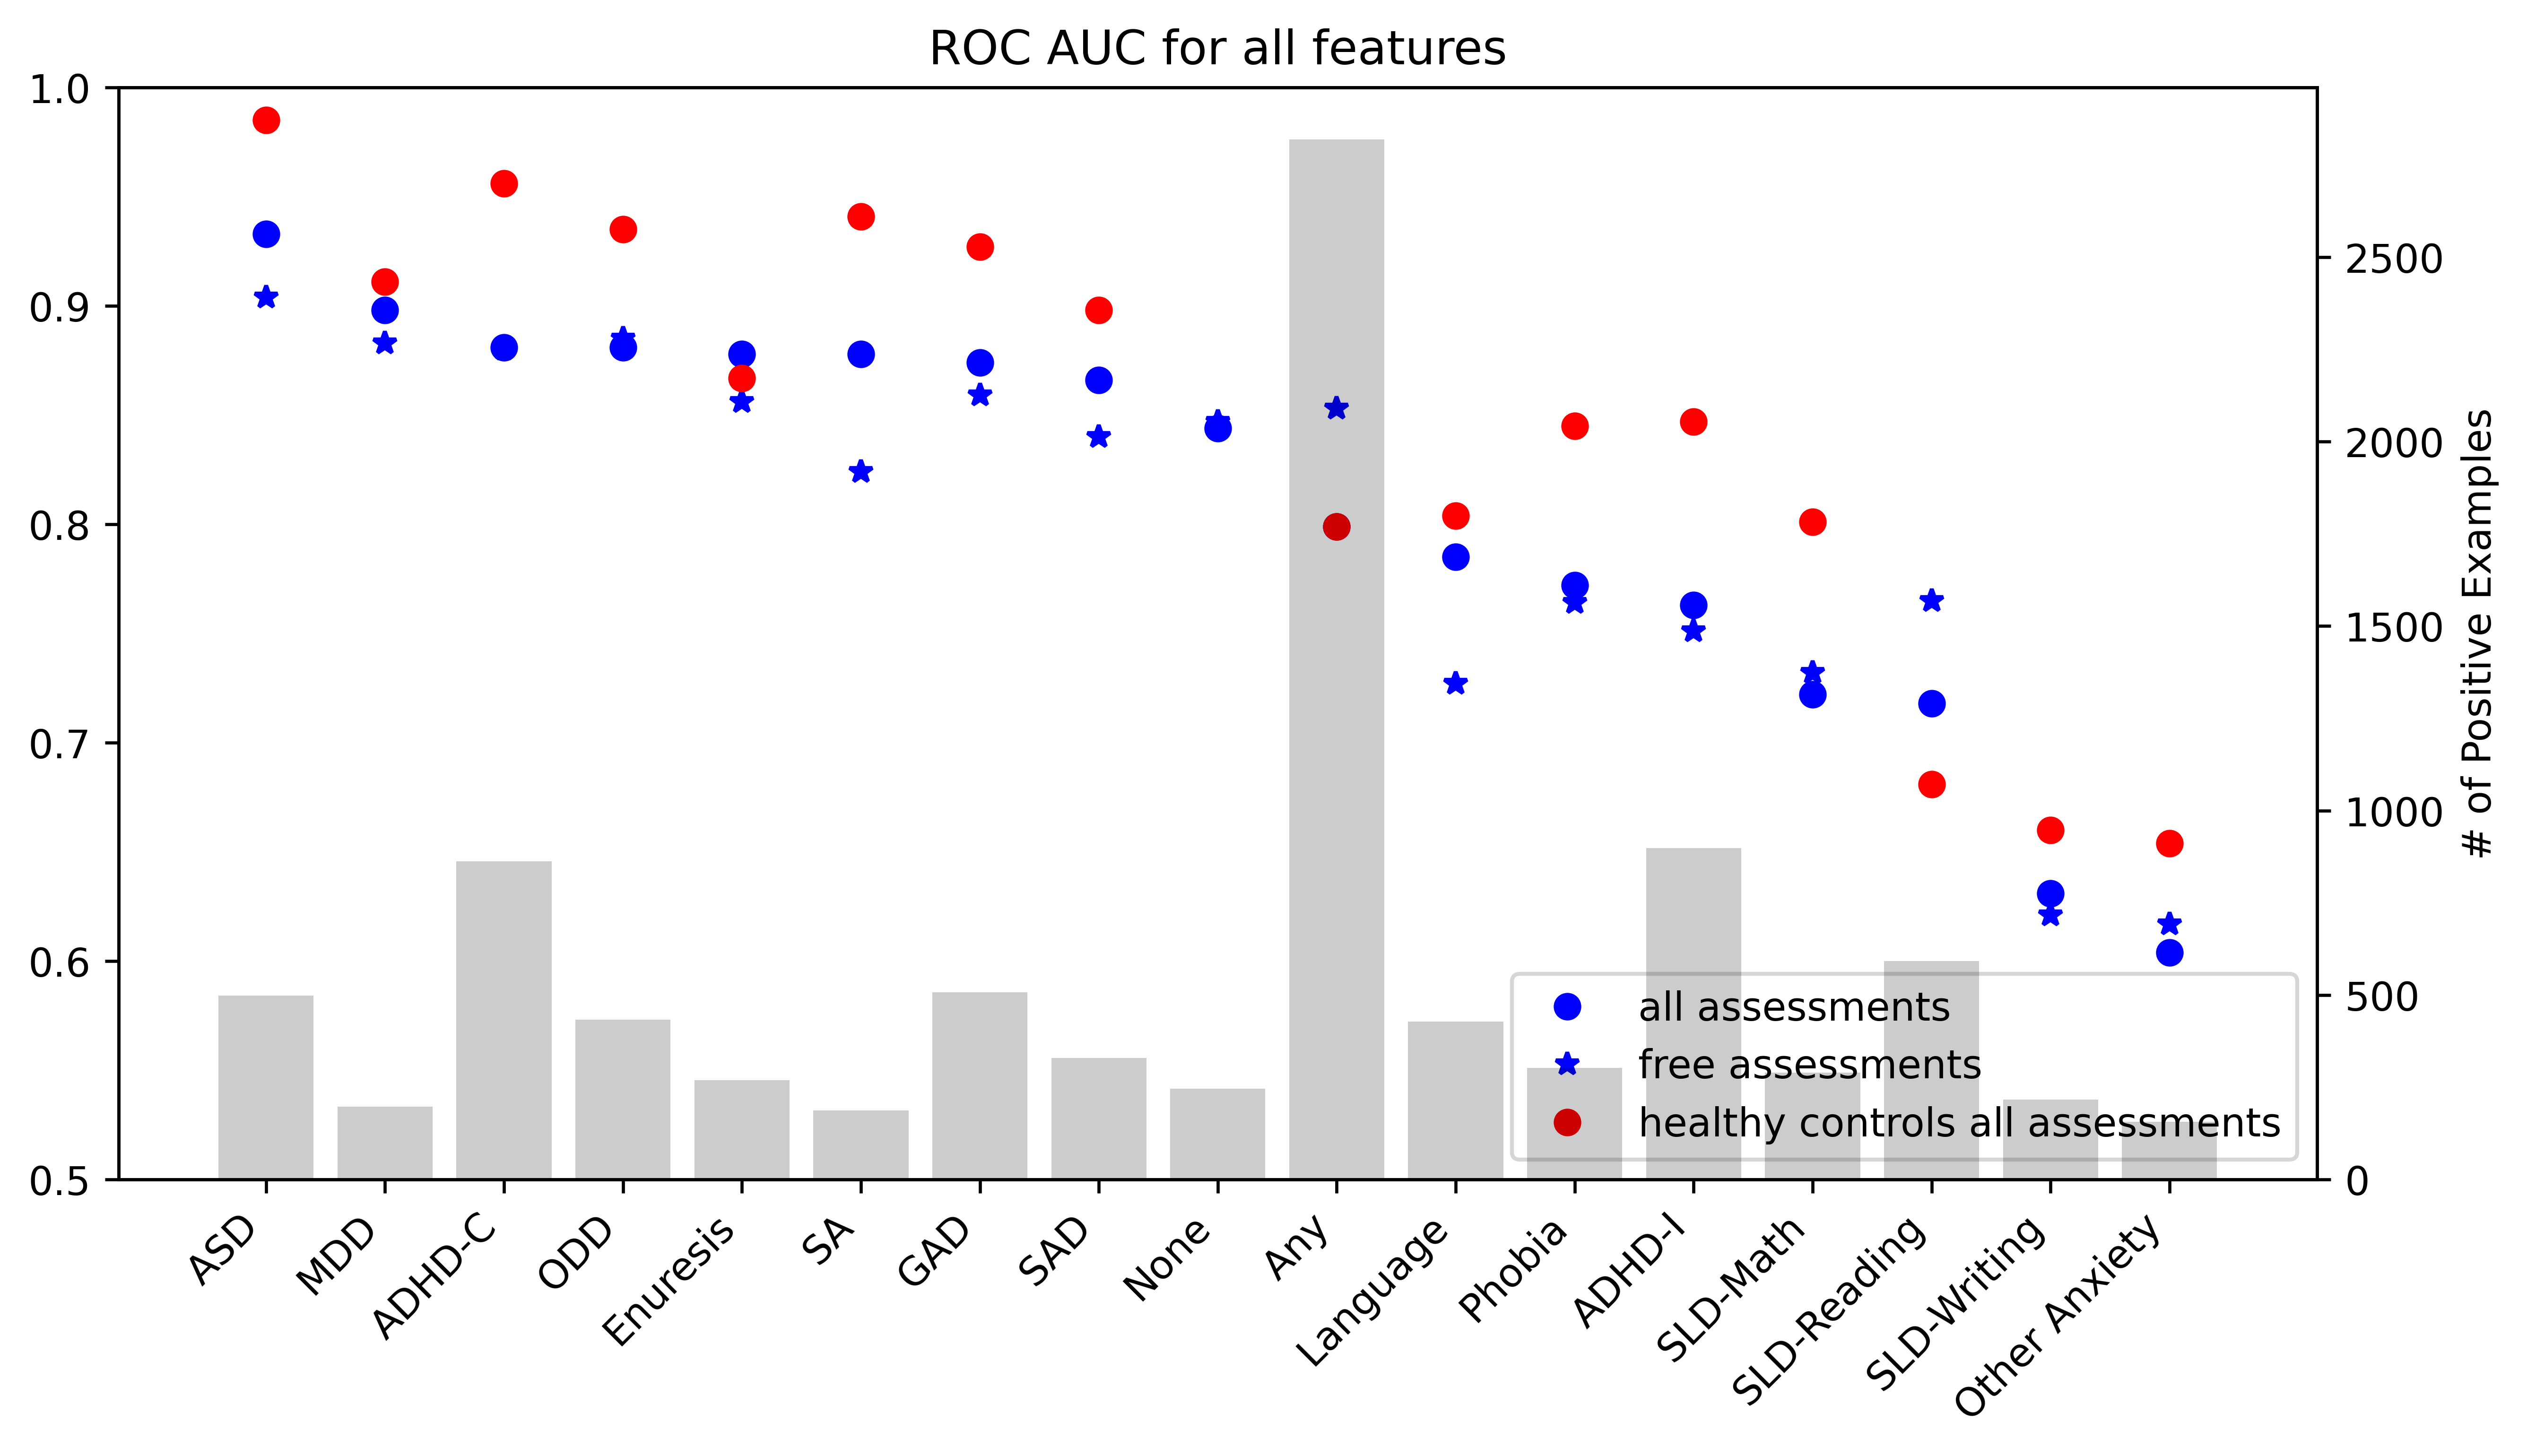 ROC AUC for all features
1.0
0.9
0.8
0.7
0.6
0.5
2500
2000
1500
1000
500
0
# of Positive Examples
all assessments
free assessments
healthy controls all assessments
ASD
MDD
ADHD-C
ODD
Enuresis
SA
GAD
SAD
None
Any
Language
Phobia
ADHD-I
SLD-Math
SLD-Reading
SLD-Writing
Other Anxiety